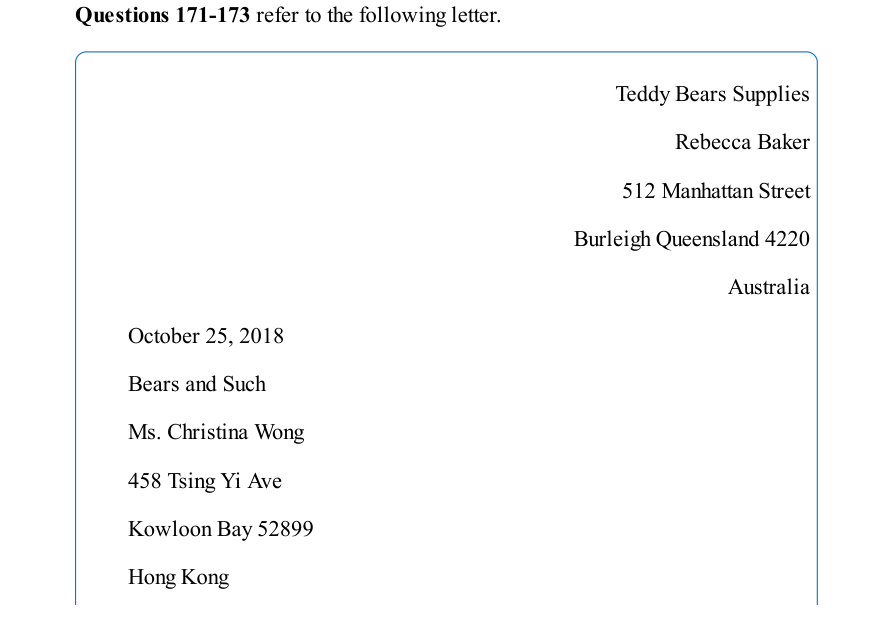 Questions 171-173 refer to the following letter.
Teddy Bears Supplies
Rebecca Baker
512 Manhattan Street
Burleigh Queensland 4220
Australia
October 25, 2018
Bears and Such
Ms. Christina Wong
458 Tsing Yi Ave
Kowloon Bay 52899
Hong Kong